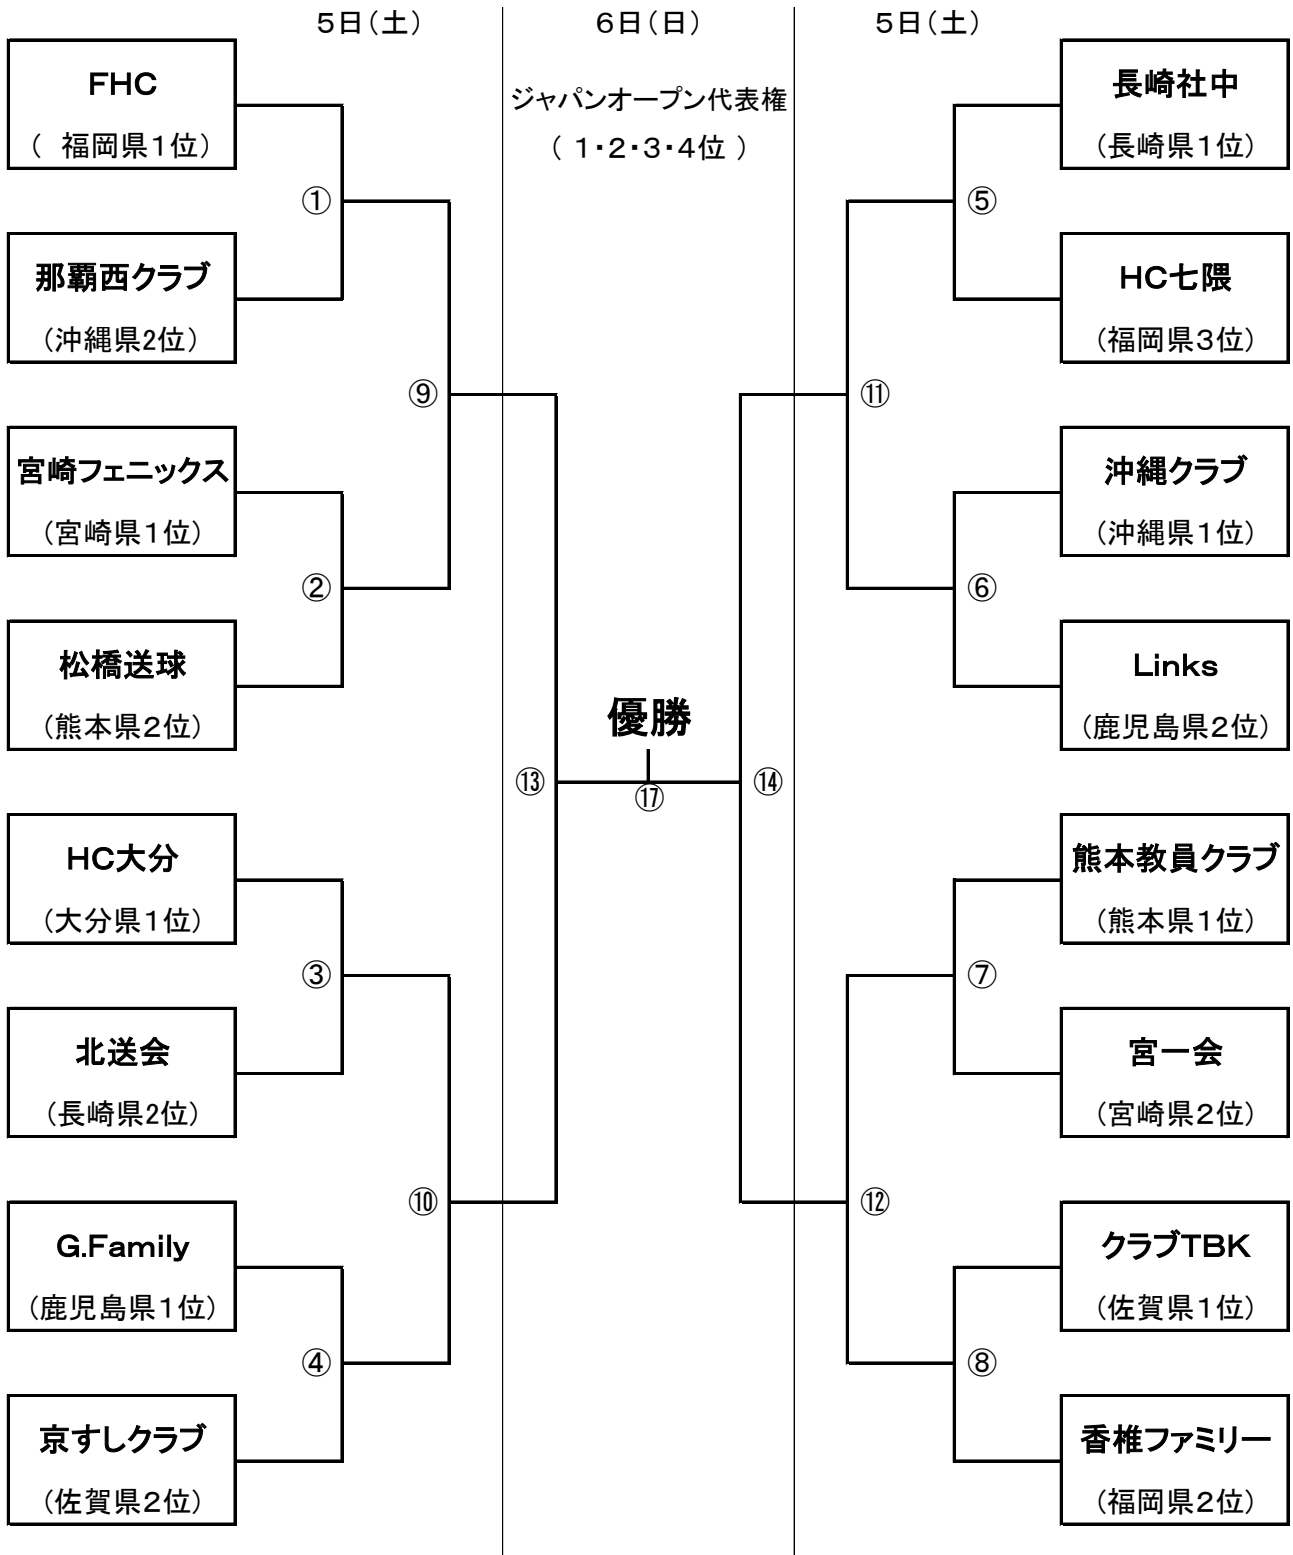 5日(土)
6日(日)
5日(土)
ジャパンオープン代表権
( 1・2・3・4位 )
FHC
( 福岡県1位)
①
那覇西クラブ
(沖縄県2位)
⑨
宮崎フェニックス
(宮崎県1位)
②
松橋送球
(熊本県2位)
⑬
HC大分
(大分県1位)
③
北送会
(長崎県2位)
⑩
G.Family
(鹿児島県1位)
④
京すしクラブ
(佐賀県2位)
優勝
⑰
長崎社中
(長崎県1位)
⑤
HC七隈
(福岡県3位)
⑪
沖縄クラブ
(沖縄県1位)
⑥
Links
(鹿児島県2位)
⑭
熊本教員クラブ
(熊本県1位)
⑦
宮一会
(宮崎県2位)
⑫
クラブTBK
(佐賀県1位)
⑧
香椎ファミリー
(福岡県2位)